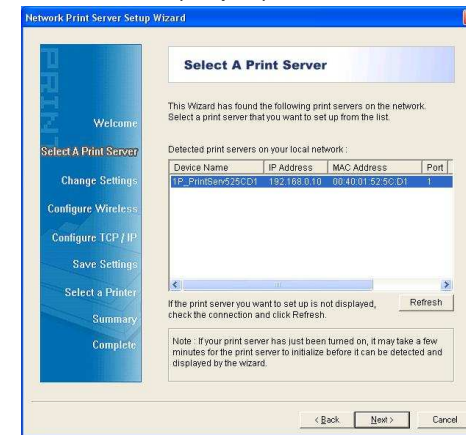 Network Print Server Setup Wizard
PRINT
Select A Print Server
This Wizard has found the following print servers on the network.
Select a print server that you want to set up from the list.
Welcome
Select A Print Server
Change Settings
Configure Wireless
Configure TCP / IP
Save Settings
Select a Printer
Summary
Complete
Detected print servers on your local network :
Device Name IP Address MAC Address Port
1P_PrintServ525CD1 192.168.0.10 00:40:01:52:5C:D1 1
If the print server you want to set up is not displayed,
check the connection and click Refresh.
Refresh
Note : If your print server has just been turned on, it may take a few
minutes for the print server to initialize before it can be detected and
displayed by the wizard.
< Back Next > Cancel